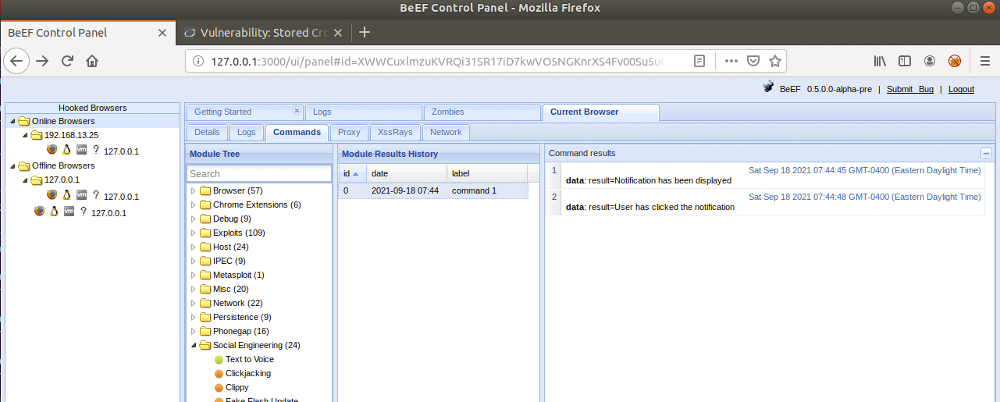 BeEF Control Panel - Mozilla Firefox
BeEF Control Panel
Vulnerability: Stored Cro
127.0.0.1:3000/ui/panel#id=XWWCuxlmzuKVRQi31SR17iD7kwVO5NGKnrXS4Fv00Su5u
BeEF 0.5.0.0-alpha-pre | Submit Bug | Logout
Hooked Browsers
Online Browsers
192.168.13.25
? 127.0.0.1
Offline Browsers
127.0.0.1
? 127.0.0.1
? 127.0.0.1
Getting Started
Logs
Zombies
Current Browser
Details
Logs
Commands
Proxy
XssRays
Network
Module Tree
Search
Browser (57)
Chrome Extensions (6)
Debug (9)
Exploits (109)
Host (24)
IPEC (9)
Metasploit (1)
Misc (20)
Network (22)
Persistence (9)
Phonegap (16)
Social Engineering (24)
Text to Voice
Clickjacking
Clippy
Fake Flash Update
Module Results History
id date label
0 2021-09-18 07:44 command 1
Command results
1 Sat Sep 18 2021 07:44:45 GMT-0400 (Eastern Daylight Time)
data: result=Notification has been displayed
2 Sat Sep 18 2021 07:44:48 GMT-0400 (Eastern Daylight Time)
data: result=User has clicked the notification